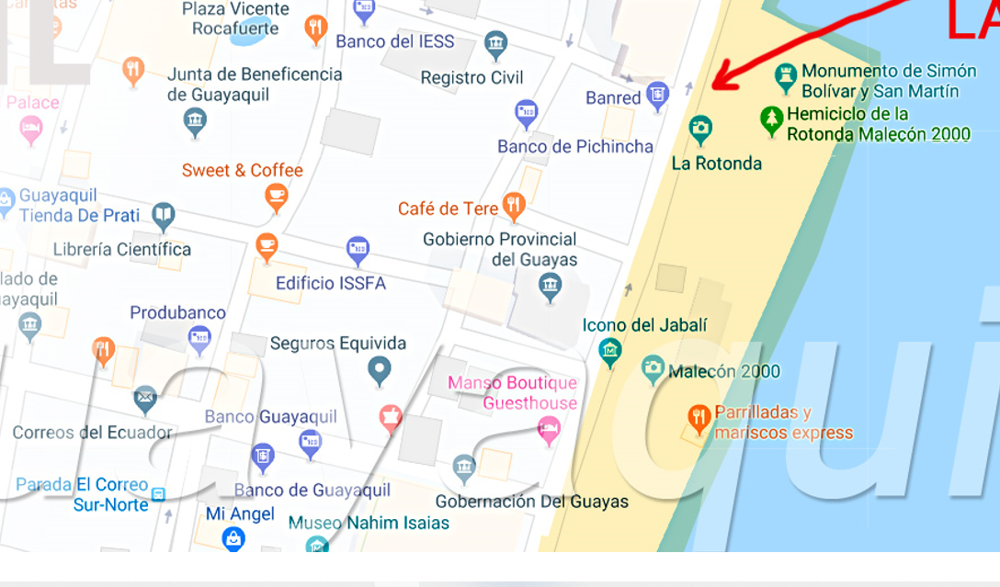 Plaza Vicente
Rocafuerte
Banco del IESS
LA
Registro Civil
Junta de Beneficencia
de Guayaquil
Monumento de Simón
Bolívar y San Martín
Banred
Palace
Hemiciclo de la
Rotonda Malecón 2000
Banco de Pichincha
La Rotonda
Sweet & Coffee
Guayaquil
Tienda De Prati
Café de Tere
Librería Científica
Gobierno Provincial
del Guayas
Edificio ISSFA
lado de
ayaquil
Produbanco
Icono del Jabalí
Seguros Equivida
Malecón 2000
Manso Boutique
Guesthouse
Parrilladas y
mariscos express
Banco Guayaquil
Correos del Ecuador
Parada El Correo
Sur-Norte
Banco de Guayaquil
Gobernación Del Guayas
Mi Angel
Museo Nahim Isaias